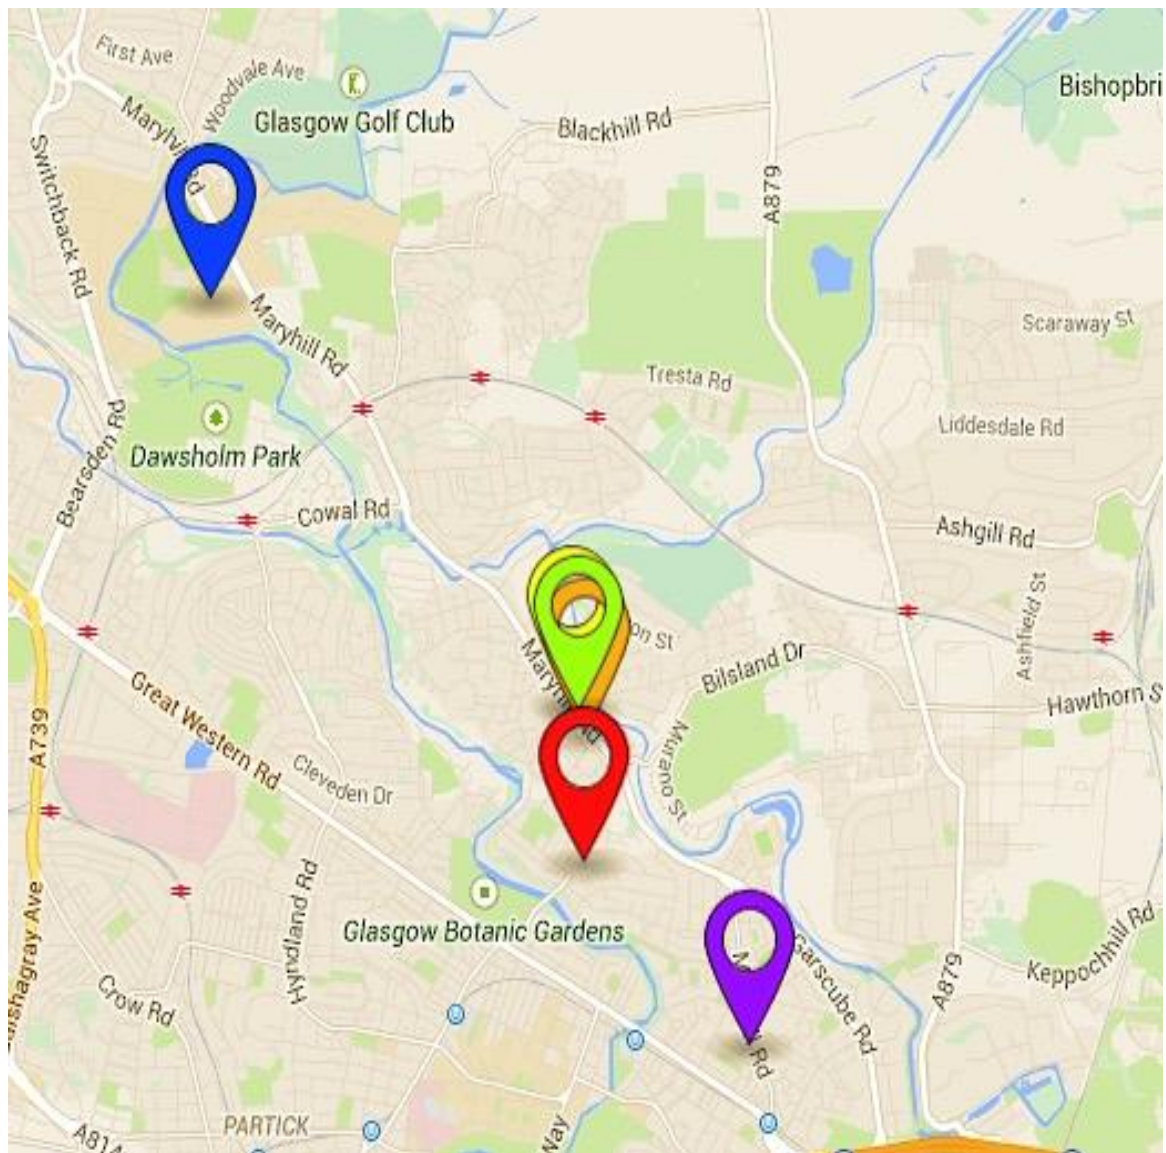 First Ave
Woodvale Ave
Glasgow Golf Club
Bishopbri
Maryhill Rd
Blackhill Rd
Switchback Rd
A879
Maryhill Rd
Scaraway St
Tresta Rd
Bearsden Rd
Dawsholm Park
Liddesdale Rd
Cowal Rd
Ashgill Rd
Ashfield St
on St
Bilsland Dr
Hawthorn S
Great Western Rd
A739
Cleveden Dr
Murano St
Hyndland Rd
Glasgow Botanic Gardens
Garscube Rd
A879
Keppochhill Rd
Crow Rd
Rd
PARTICK
Way
A814